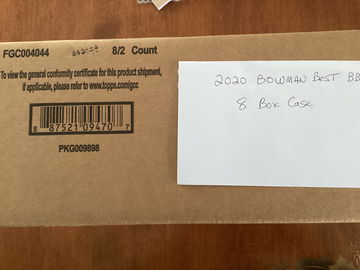 FGC004044 8/2 Count
To view the general conformity certificate for this product shipment,
if applicable, please refer to www.topps.com/gcc
8 87521 09470 7
PKG009898
2020 BOWMAN BEST BB
8 Box Case